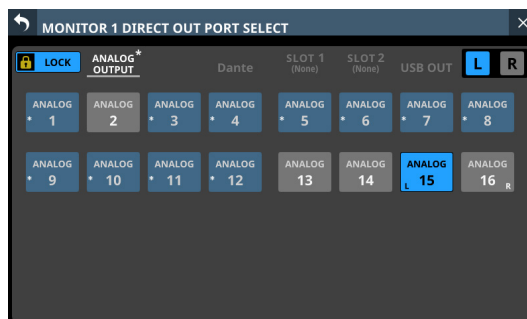 MONITOR 1 DIRECT OUT PORT SELECT
LOCK
ANALOG*
OUTPUT
Dante
SLOT 1
(None)
SLOT 2
(None)
USB OUT
L
R
ANALOG
* 1
ANALOG
2
ANALOG
* 3
ANALOG
* 4
ANALOG
* 5
ANALOG
* 6
ANALOG
* 7
ANALOG
* 8
ANALOG
* 9
ANALOG
* 10
ANALOG
* 11
ANALOG
* 12
ANALOG
13
ANALOG
14
ANALOG
L 15
ANALOG
16 R